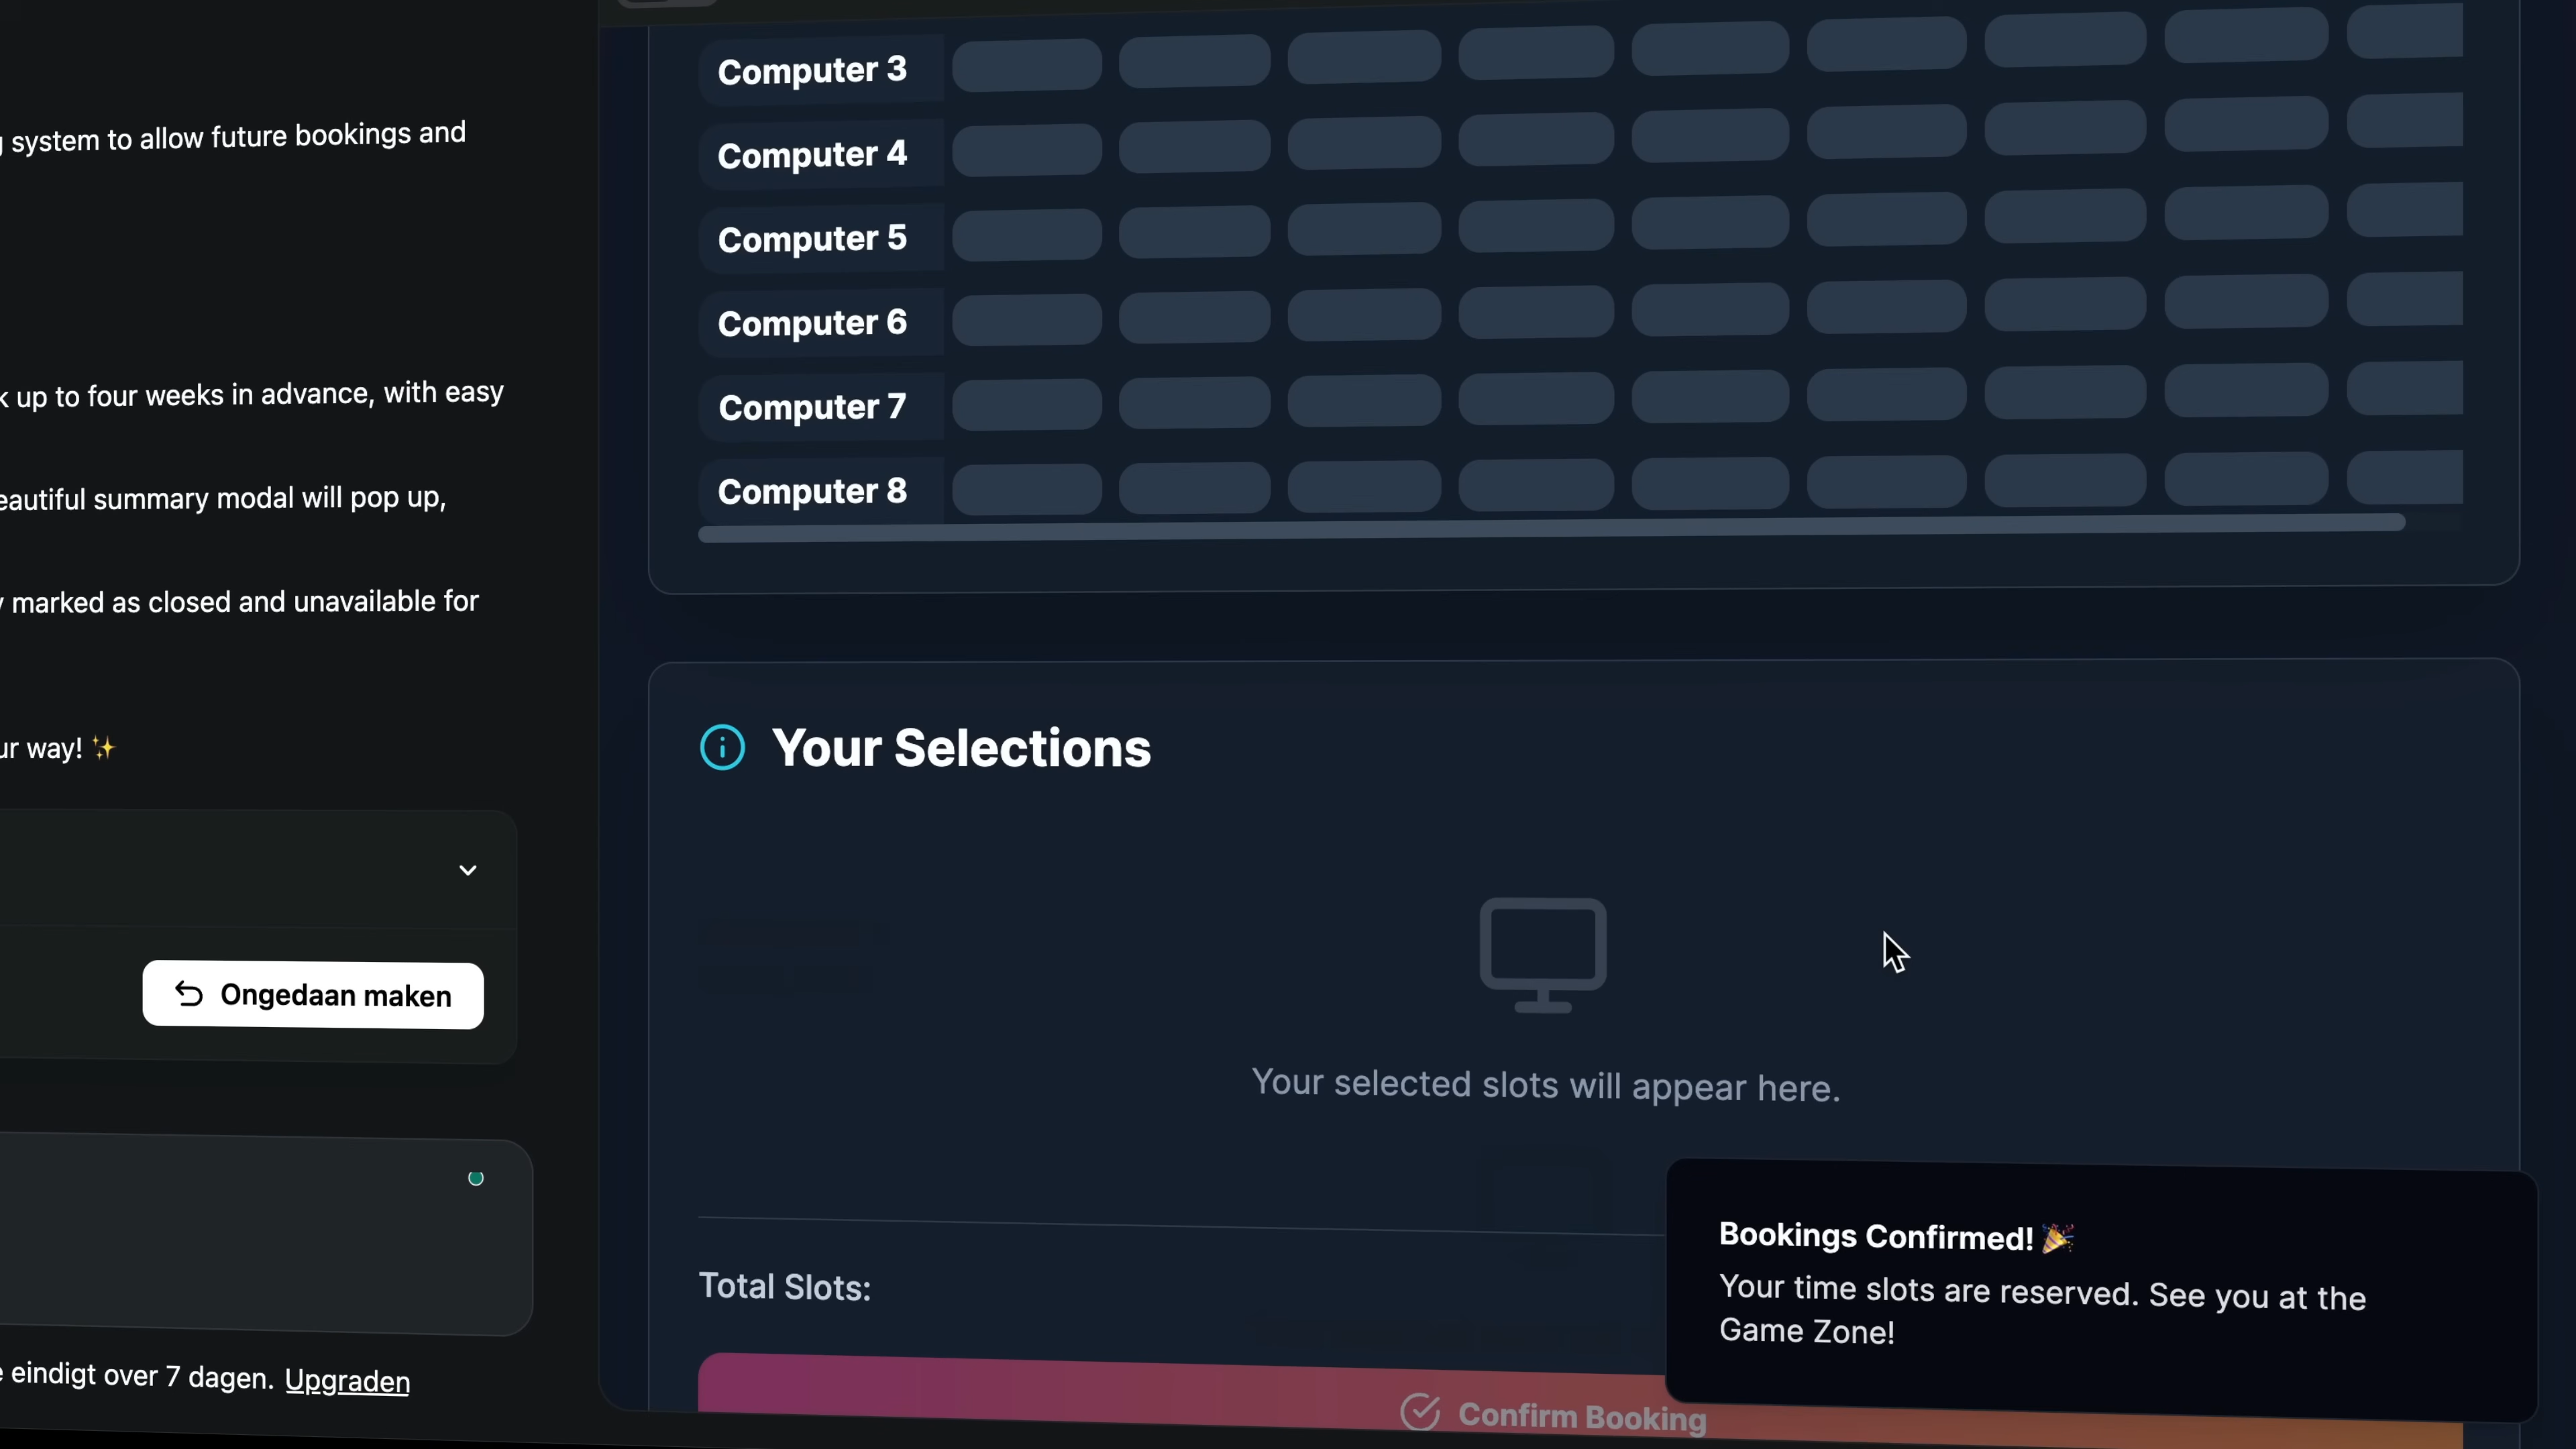 system to allow future bookings and
up to four weeks in advance, with easy
summary modal will pop up,
marked as closed and unavailable for
way! ✨
Ongedaan maken
eindigt over 7 dagen. Upgraden
Computer 3
Computer 4
Computer 5
Computer 6
Computer 7
Computer 8
Your Selections
Your selected slots will appear here.
Total Slots:
Confirm Booking
Bookings Confirmed! 🎉
Your time slots are reserved. See you at the
Game Zone!